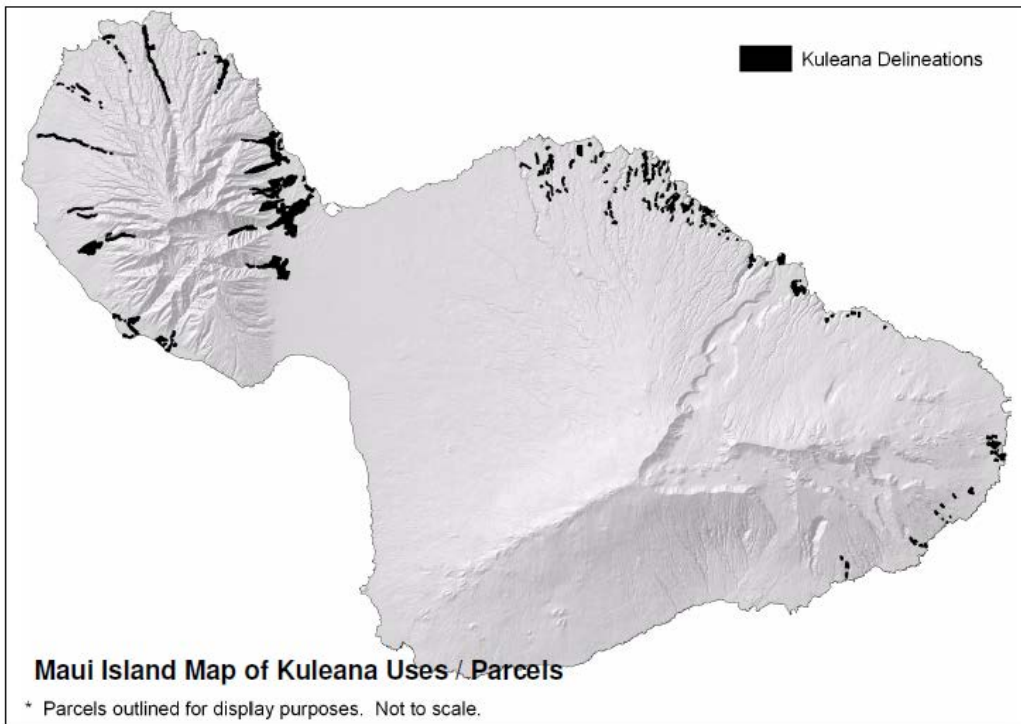 Kuleana Delineations
Maui Island Map of Kuleana Uses / Parcels
* Parcels outlined for display purposes. Not to scale.